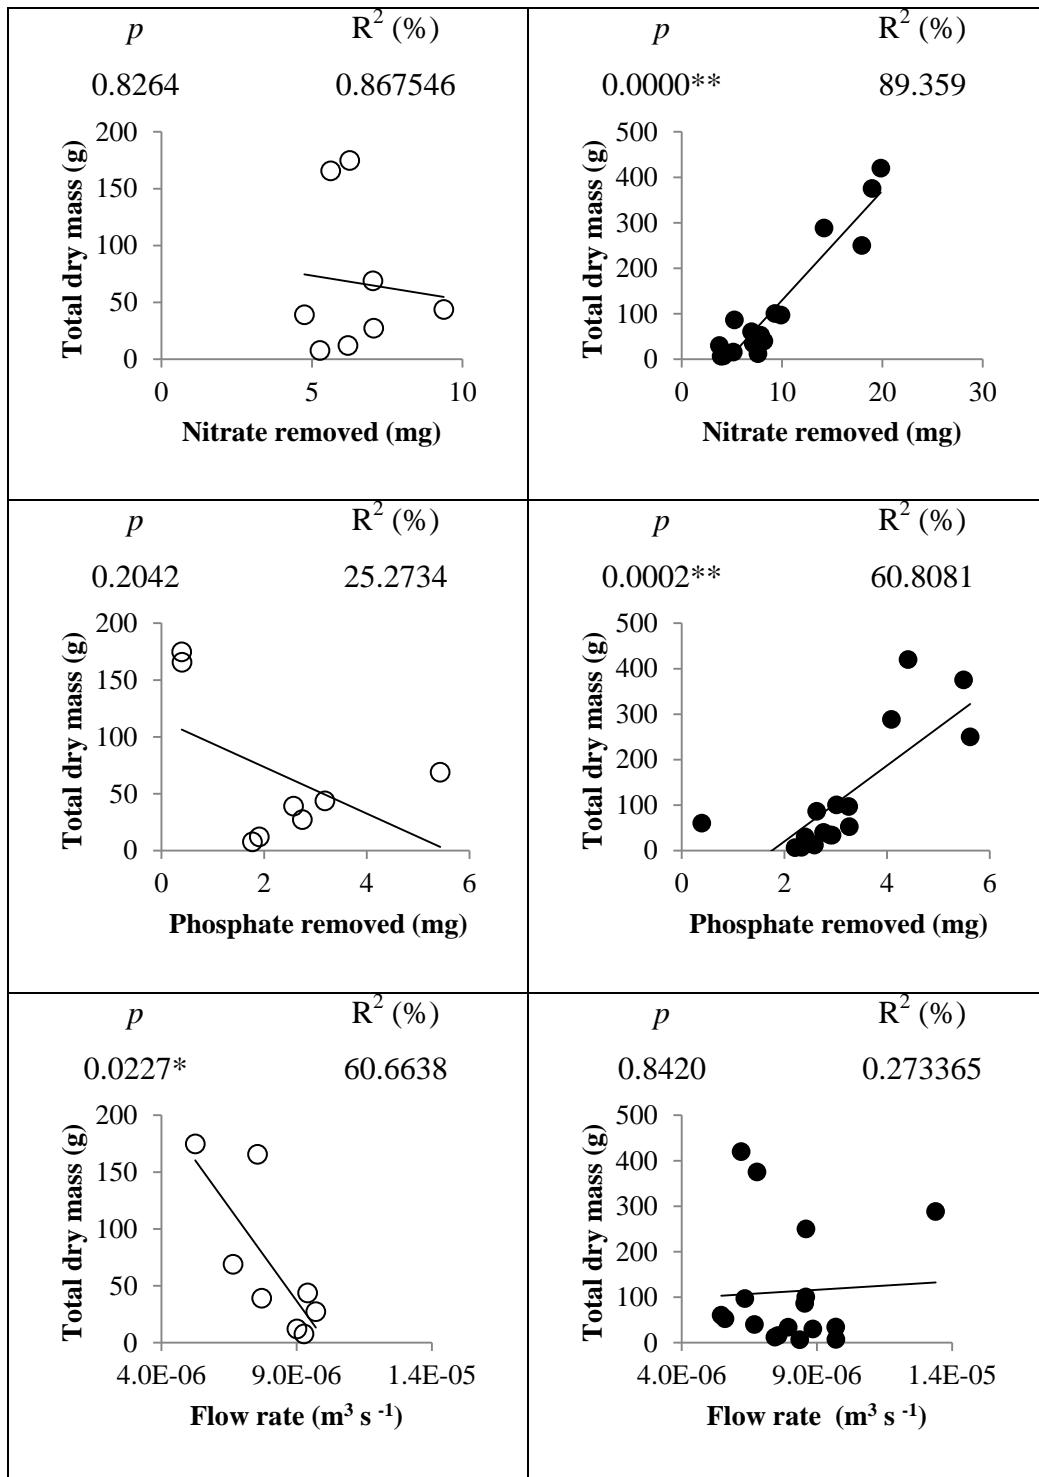 p R² (%)
0.8264 0.867546
200
150
100
50
0
0 5 10
Total dry mass (g)
Nitrate removed (mg)
p R² (%)
0.0000** 89.359
500
400
300
200
100
0
0 10 20 30
Total dry mass (g)
Nitrate removed (mg)
p R² (%)
0.2042 25.2734
200
150
100
50
0
0 2 4 6
Total dry mass (g)
Phosphate removed (mg)
p R² (%)
0.0002** 60.8081
500
400
300
200
100
0
0 2 4 6
Total dry mass (g)
Phosphate removed (mg)
p R² (%)
0.0227* 60.6638
200
150
100
50
0
4.0E-06 9.0E-06 1.4E-05
Total dry mass (g)
Flow rate (m³ s ⁻¹)
p R² (%)
0.8420 0.273365
500
400
300
200
100
0
4.0E-06 9.0E-06 1.4E-05
Total dry mass (g)
Flow rate (m³ s ⁻¹)